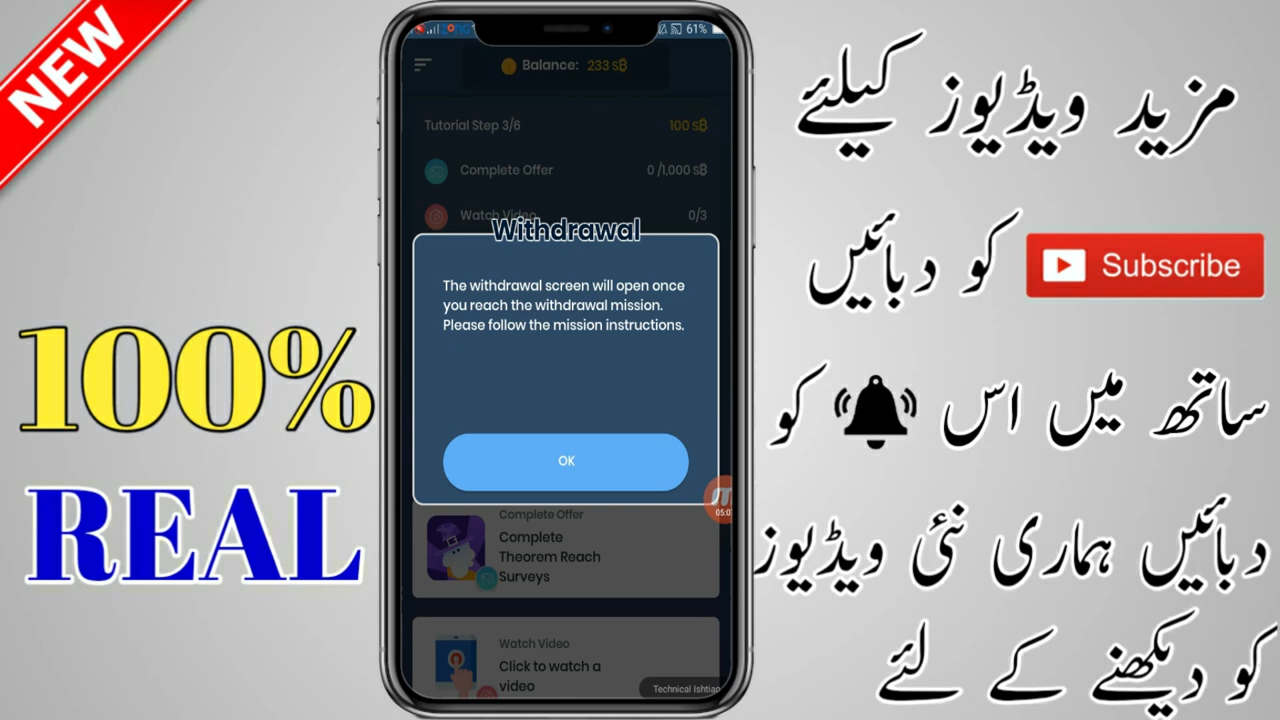 NEW
100%
REAL
61%
Balance: 233 S₿
Tutorial Step 3/6 100 S₿
Complete Offer 0 /1,000 S₿
Watch Video 0/3
Withdrawal
The withdrawal screen will open once
you reach the withdrawal mission.
Please follow the mission instructions.
OK
Complete Offer
Complete
Theorem Reach
Surveys
Watch Video
Click to watch a
video
Technical Ishtiaq
مزید ویڈیوز کیلئے
Subscribe کو دبائیں
ساتھ میں اس کو
دبائیں ہماری نئی ویڈیوز
کو دیکھنے کے لئے